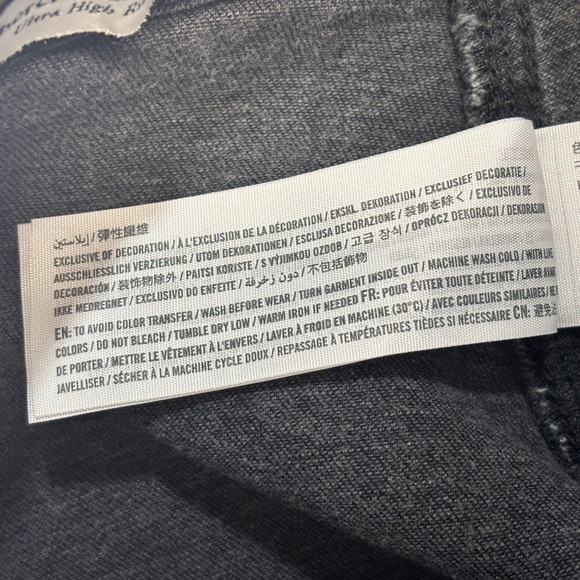 Ultra High
إيلاستين / 弹性纤维
EXCLUSIVE OF DECORATION / À L'EXCLUSION DE LA DÉCORATION / EKSKL. DEKORATION / EXCLUSIEF DECORATIE /
AUSSCHLIESSLICH VERZIERUNG / UTOM DEKORATIONEN / ESCLUSA DECORAZIONE / 装飾を除く / EXCLUSIVO DE
DECORACIÓN / 装饰物除外 / PAITSI KORISTE / S VÝJIMKOU OZDOB / 고급 장식 / OPRÓCZ DEKORACJI / DEKORASJON
IKKE MEDREGNET / EXCLUSIVO DO ENFEITE / دون زخرفة / 不包括飾物
EN: TO AVOID COLOR TRANSFER / WASH BEFORE WEAR / TURN GARMENT INSIDE OUT / MACHINE WASH COLD / WITH LIKE
COLORS / DO NOT BLEACH / TUMBLE DRY LOW / WARM IRON IF NEEDED FR: POUR ÉVITER TOUTE DÉTEINTE / LAVER AVANT
DE PORTER / METTRE LE VÊTEMENT À L'ENVERS / LAVER À FROID EN MACHINE (30°C) / AVEC COULEURS SIMILAIRES /
JAVELLISER / SÉCHER À LA MACHINE CYCLE DOUX / REPASSAGE À TEMPÉRATURES TIÈDES SI NÉCESSAIRE CN: 避免
色